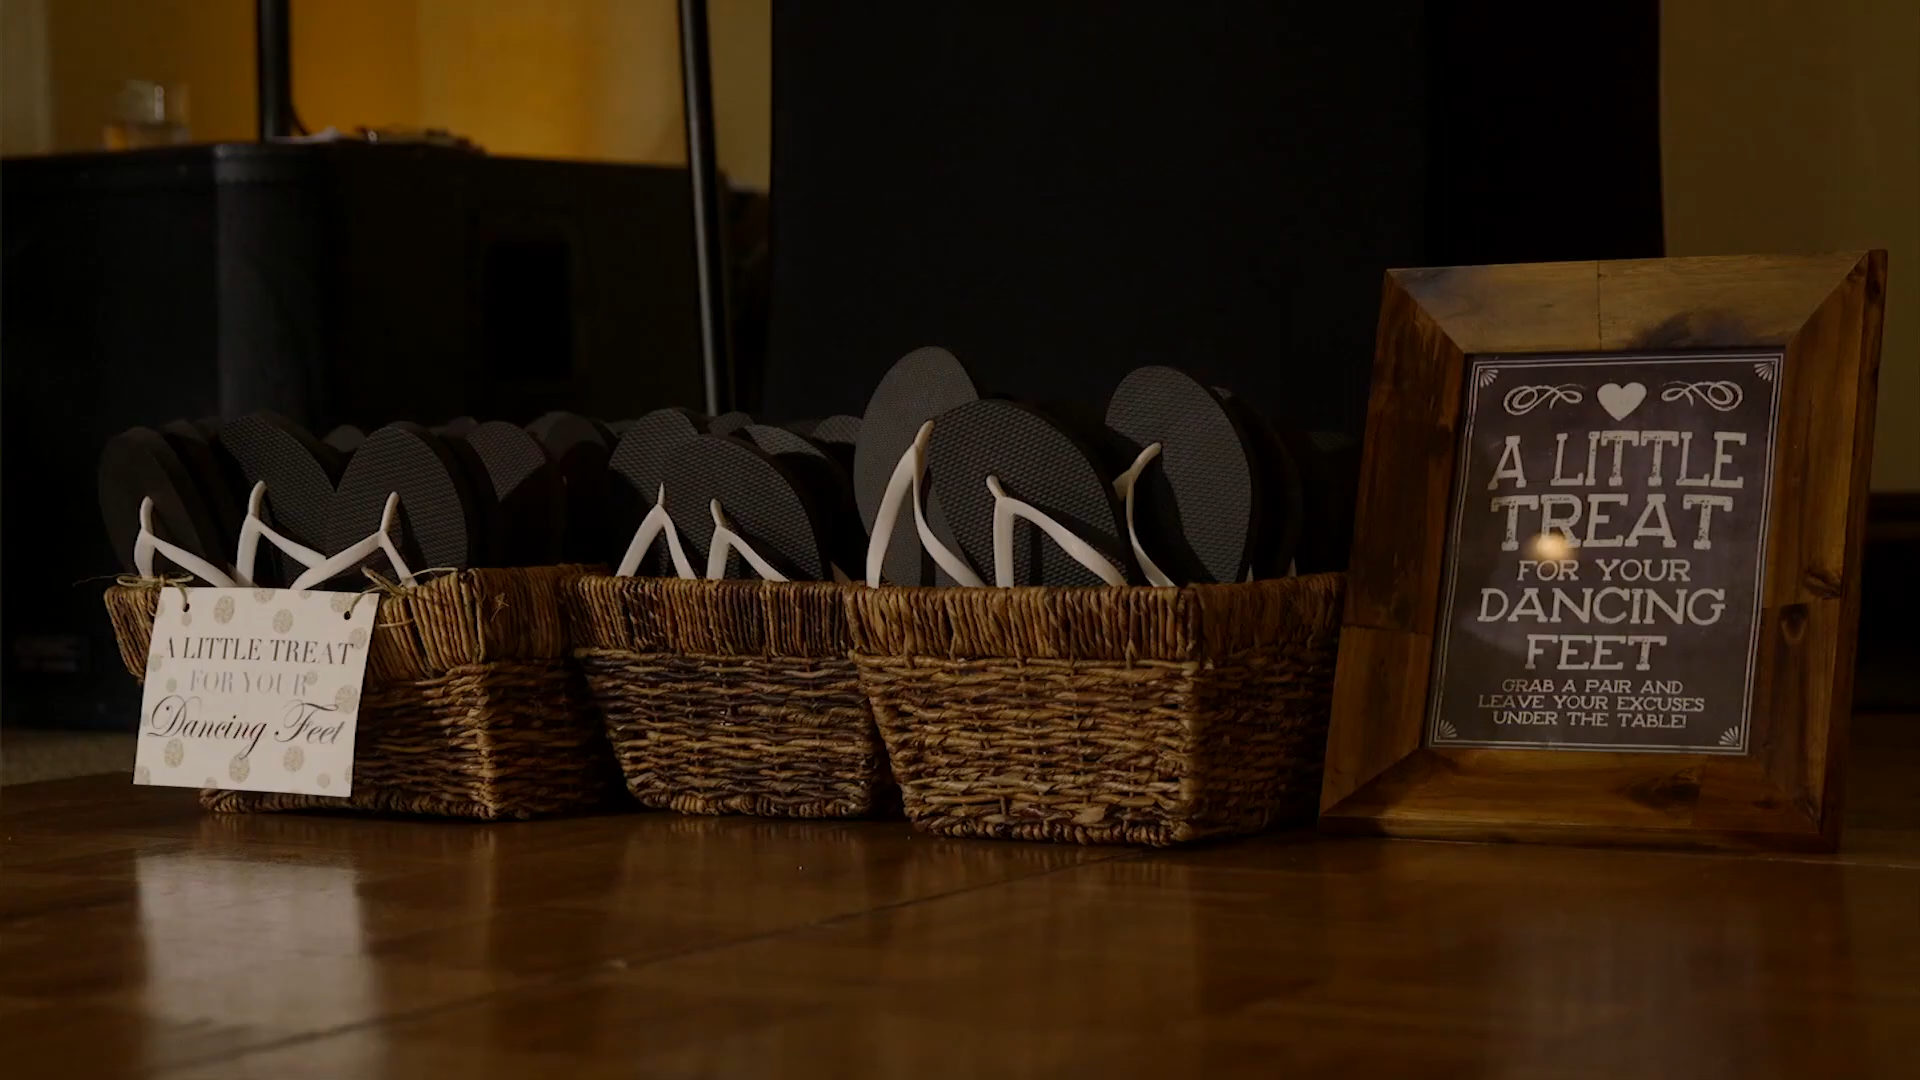 A LITTLE TREAT
FOR YOUR
Dancing Feet
A LITTLE
TREAT
FOR YOUR
DANCING
FEET
GRAB A PAIR AND
LEAVE YOUR EXCUSES
UNDER THE TABLE!